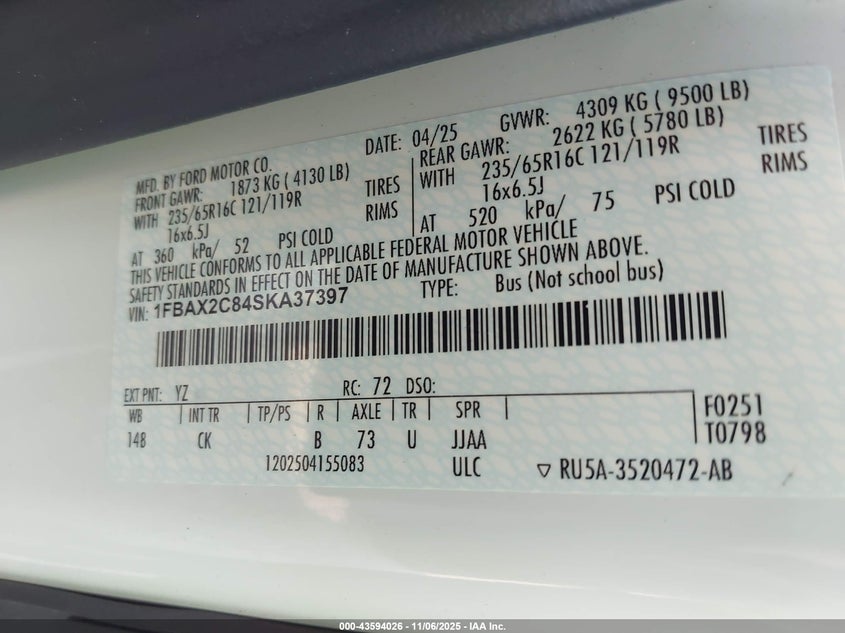 MFD. BY FORD MOTOR CO. DATE: 04/25 GVWR: 4309 KG ( 9500 LB)
FRONT GAWR: 1873 KG ( 4130 LB) REAR GAWR: 2622 KG ( 5780 LB)
WITH 235/65R16C 121/119R TIRES WITH 235/65R16C 121/119R TIRES
16x6.5J RIMS 16x6.5J RIMS
AT 360 kPa/ 52 PSI COLD AT 520 kPa/ 75 PSI COLD
THIS VEHICLE CONFORMS TO ALL APPLICABLE FEDERAL MOTOR VEHICLE
SAFETY STANDARDS IN EFFECT ON THE DATE OF MANUFACTURE SHOWN ABOVE.
VIN: 1FBAX2C84SKA37397 TYPE: Bus (Not school bus)
EXT PNT: YZ RC: 72 DSO:
WB INT TR TP/PS R AXLE TR SPR F0251
148 CK B 73 U JJAA T0798
1202504155083 ULC RU5A-3520472-AB
000-43594026 - 11/06/2025 - IAA Inc.